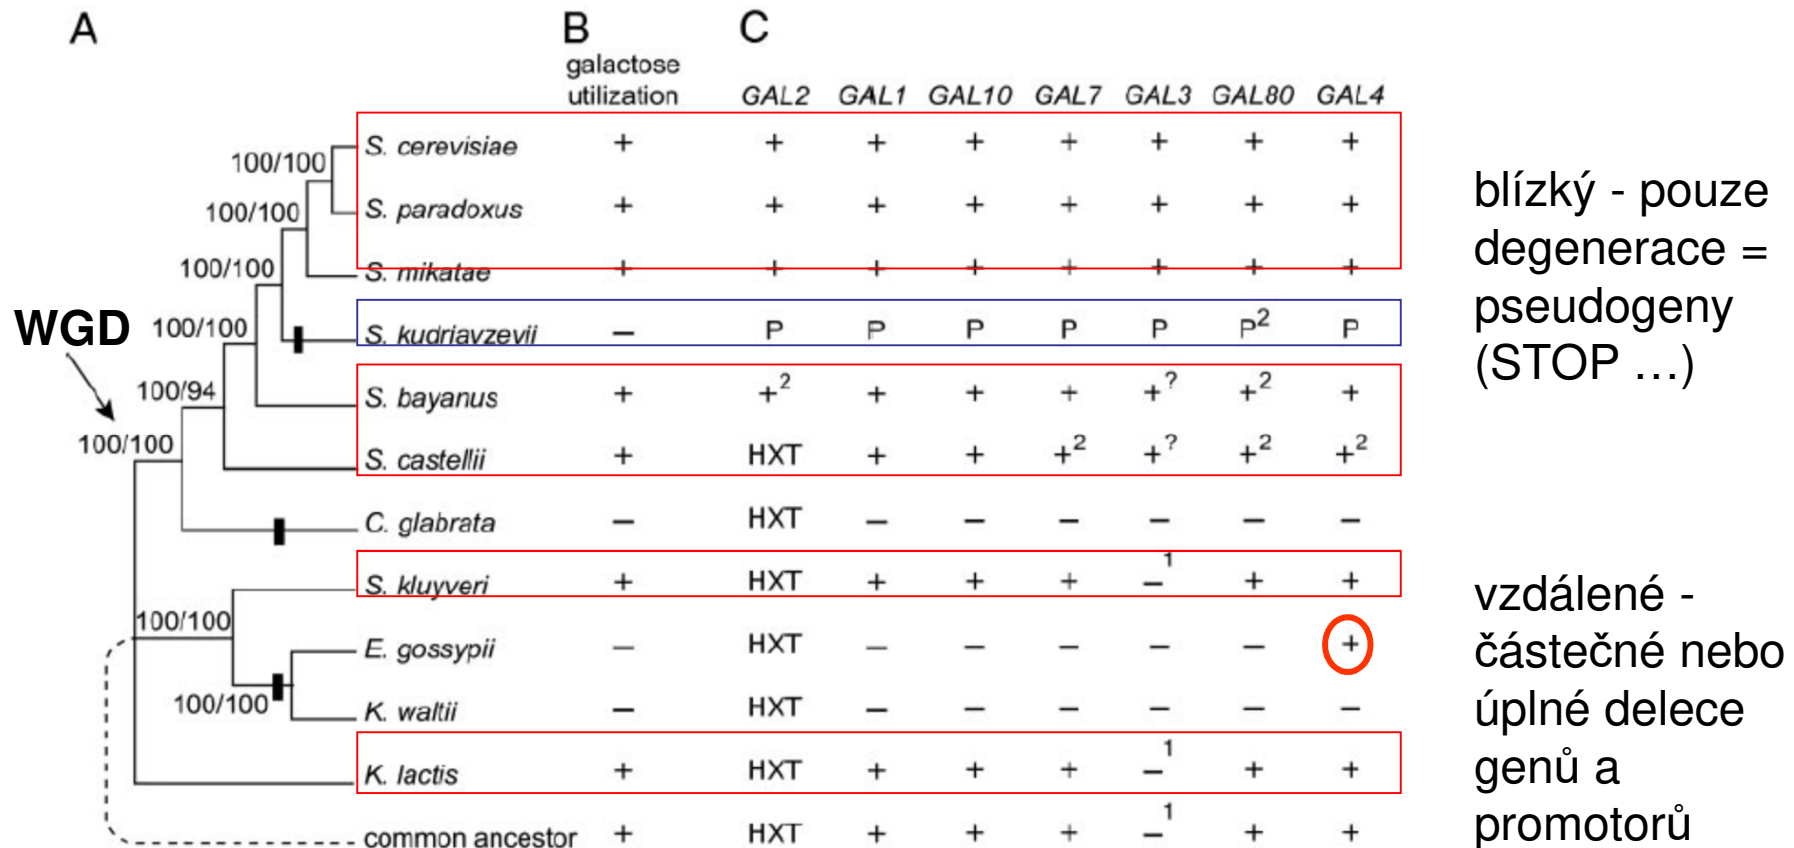 A B C
galactose
utilization GAL2 GAL1 GAL10 GAL7 GAL3 GAL80 GAL4
100/100 S. cerevisiae + + + + + + + +
100/100 S. paradoxus + + + + + + + +
100/100 S. mikatae + + + + + + + +
WGD 100/100 S. kudriavzevii – P P P P P P2 P
100/94 S. bayanus + +2 + + + +? +2 +
100/100 S. castellii + HXT + + +2 +? +2 +2
C. glabrata – HXT – – – – – –
S. kluyveri + HXT + + + –1 + +
100/100 E. gossypii – HXT – – – – – +
100/100 K. waltii – HXT – – – – – –
K. lactis + HXT + + + –1 + +
common ancestor + HXT + + + –1 + +
blízký - pouze
degenerace =
pseudogeny
(STOP …)
vzdálené -
částečné nebo
úplné delece
genů a
promotorů